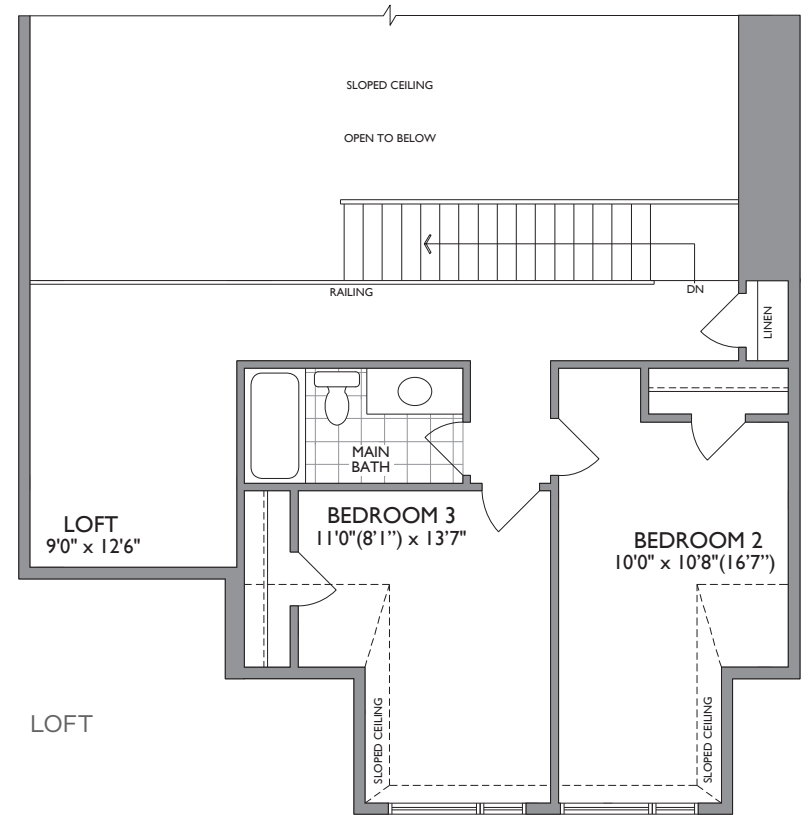 SLOPED CEILING
OPEN TO BELOW
RAILING
DN
LINEN
MAIN
BATH
LOFT
9'0" x 12'6"
BEDROOM 3
11'0"(8'1”) x 13'7"
BEDROOM 2
10'0" x 10’8"(16’7”)
SLOPED CEILING
SLOPED CEILING
LOFT